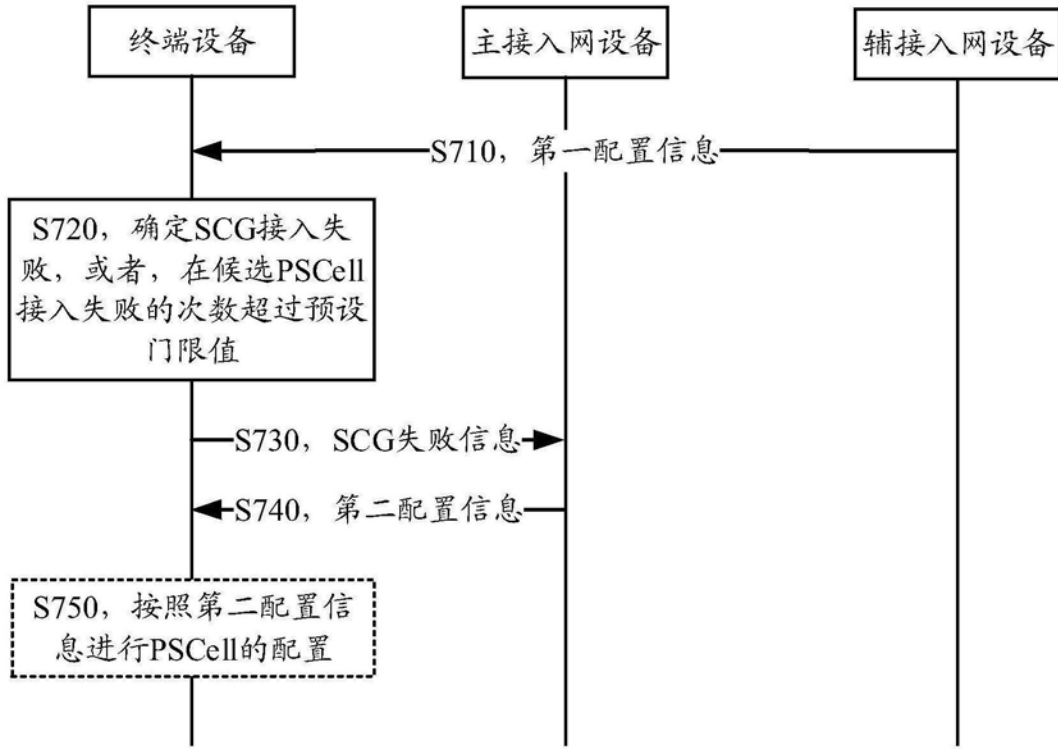 终端设备
主接入网设备
辅接入网设备
S710，第一配置信息
S720，确定SCG接入失
败，或者，在候选PSCell
接入失败的次数超过预设
门限值
S730，SCG失败信息
S740，第二配置信息
S750，按照第二配置信
息进行PSCell的配置